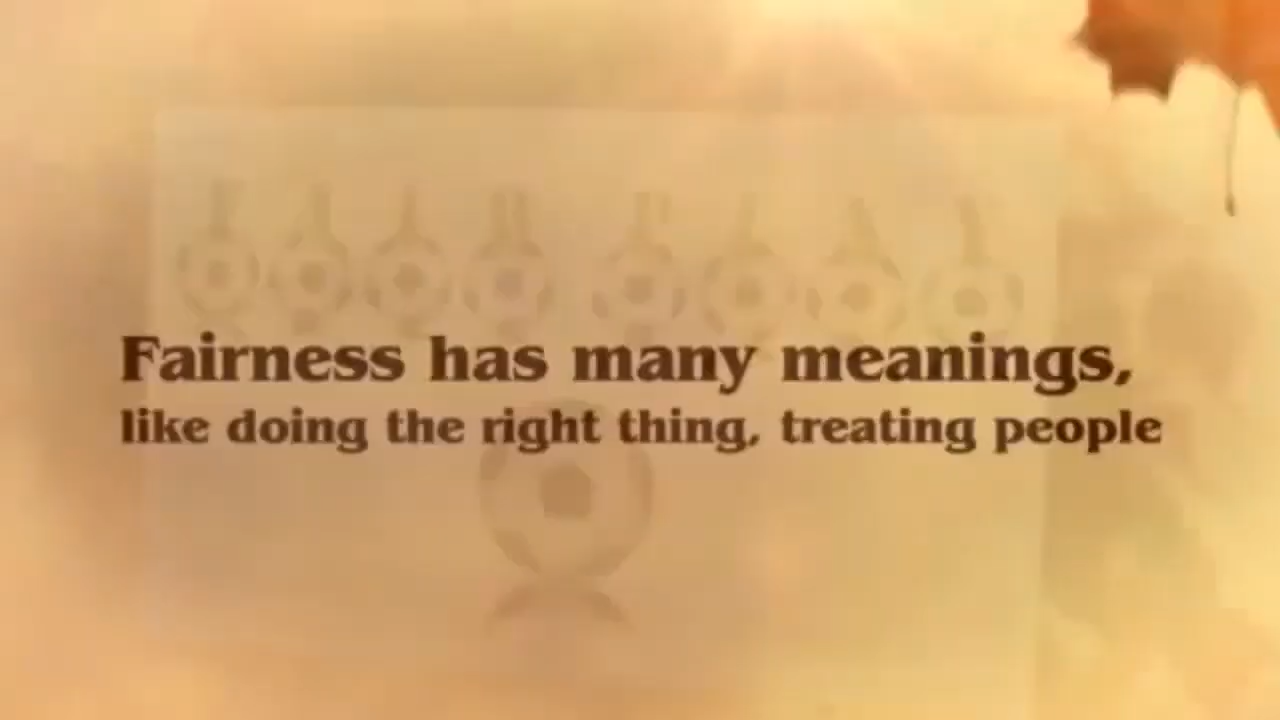 Fairness has many meanings,
like doing the right thing, treating people